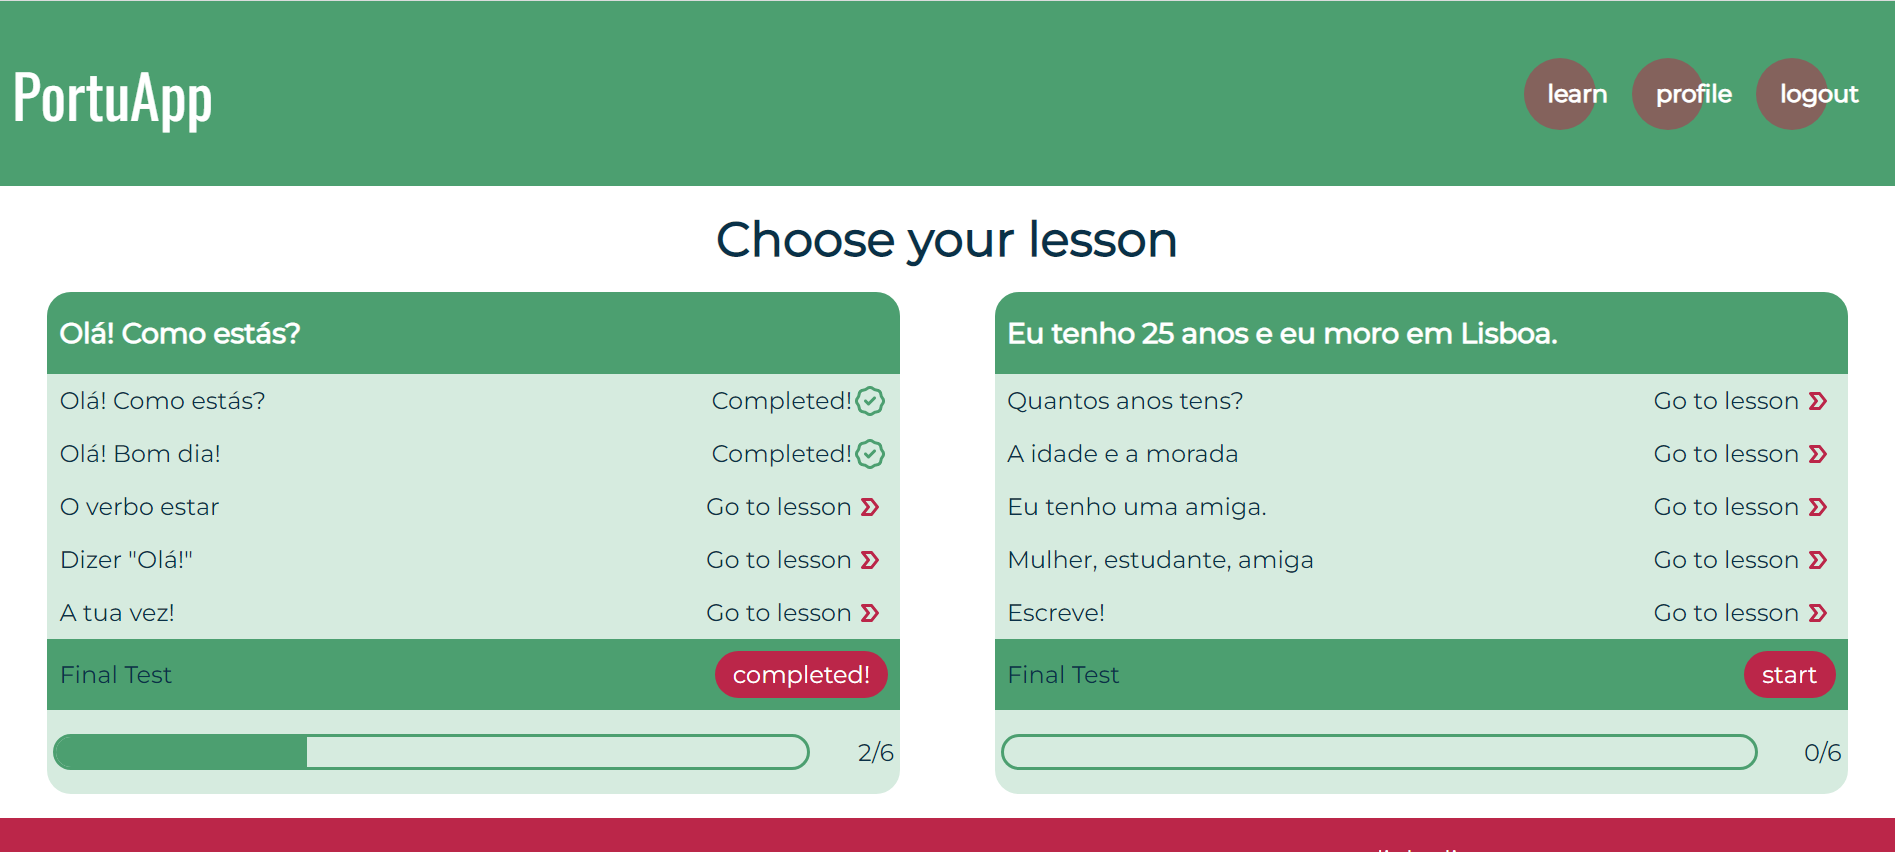 PortuApp
learn profile logout
Choose your lesson
Olá! Como estás?
Olá! Como estás? Completed!
Olá! Bom dia! Completed!
O verbo estar Go to lesson
Dizer "Olá!" Go to lesson
A tua vez! Go to lesson
Final Test completed!
2/6
Eu tenho 25 anos e eu moro em Lisboa.
Quantos anos tens? Go to lesson
A idade e a morada Go to lesson
Eu tenho uma amiga. Go to lesson
Mulher, estudante, amiga Go to lesson
Escreve! Go to lesson
Final Test start
0/6